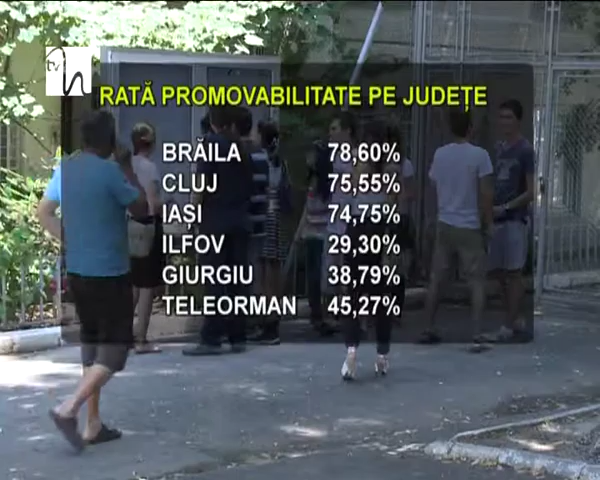 tvh
RATĂ PROMOVABILITATE PE JUDEȚE
BRĂILA 78,60%
CLUJ 75,55%
IAȘI 74,75%
ILFOV 29,30%
GIURGIU 38,79%
TELEORMAN 45,27%